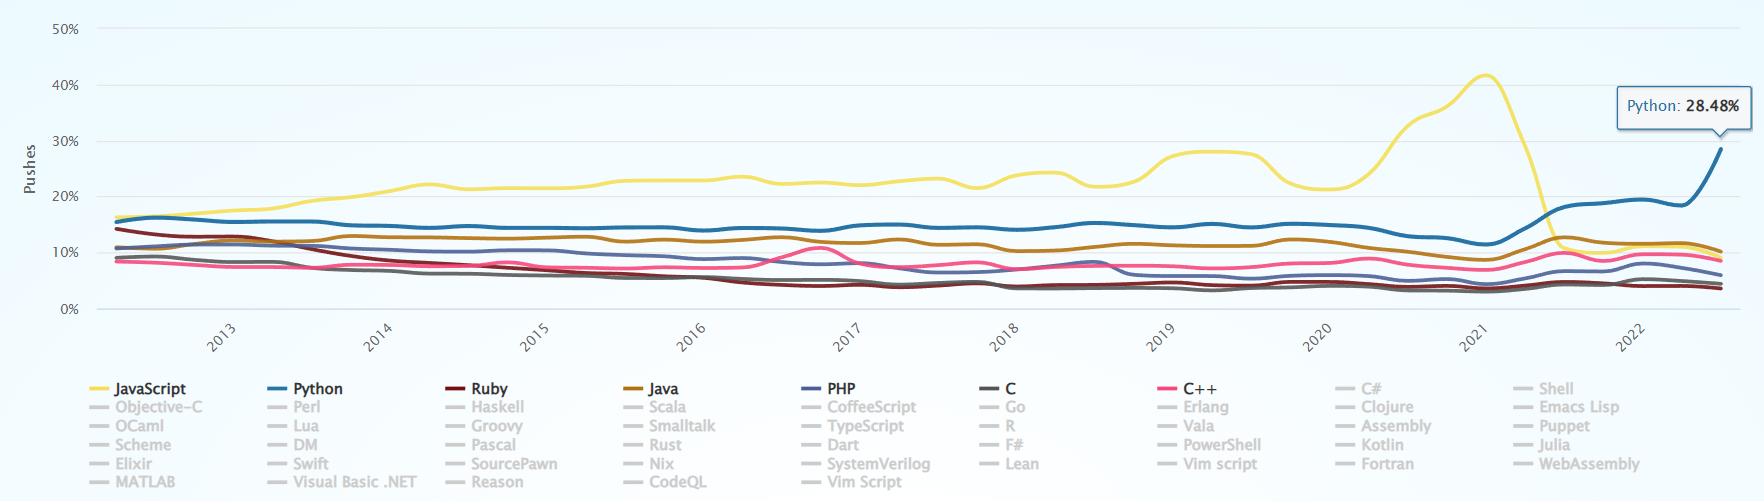 50%
40%
Python: 28.48%
30%
Pushes
20%
10%
0%
2013 2014 2015 2016 2017 2018 2019 2020 2021 2022
JavaScript Python Ruby Java PHP C C++ C# Shell
Objective-C Perl Haskell Scala CoffeeScript Go Erlang Clojure Emacs Lisp
OCaml Lua Groovy Smalltalk TypeScript R Vala Assembly Puppet
Scheme DM Pascal Rust Dart F# PowerShell Kotlin Julia
Elixir Swift SourcePawn Nix SystemVerilog Lean Vim script Fortran WebAssembly
MATLAB Visual Basic .NET Reason CodeQL Vim Script